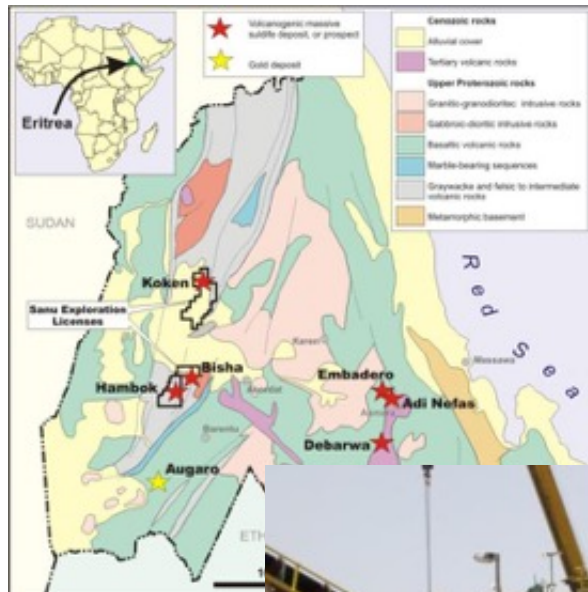 Eritrea
Volcanogenic massive
sulfide deposit, or prospect
Gold deposit
Cenozoic rocks
Alluvial cover
Tertiary volcanic rocks
Upper Proterozoic rocks
Granitic-granodioritec intrusive rocks
Gabbroic-dioritic intrusive rocks
Basaltic volcanic rocks
Marble-bearing sequences
Graywacke and felsic to intermediate
volcanic rocks
Metamorphic basement
SUDAN
Red Sea
Koken
Sanu Exploration
Licenses
Keren
Massawa
Bisha
Hambok
Embadero
Adi Nefas
Barentu
Debarwa
Augaro
ETH